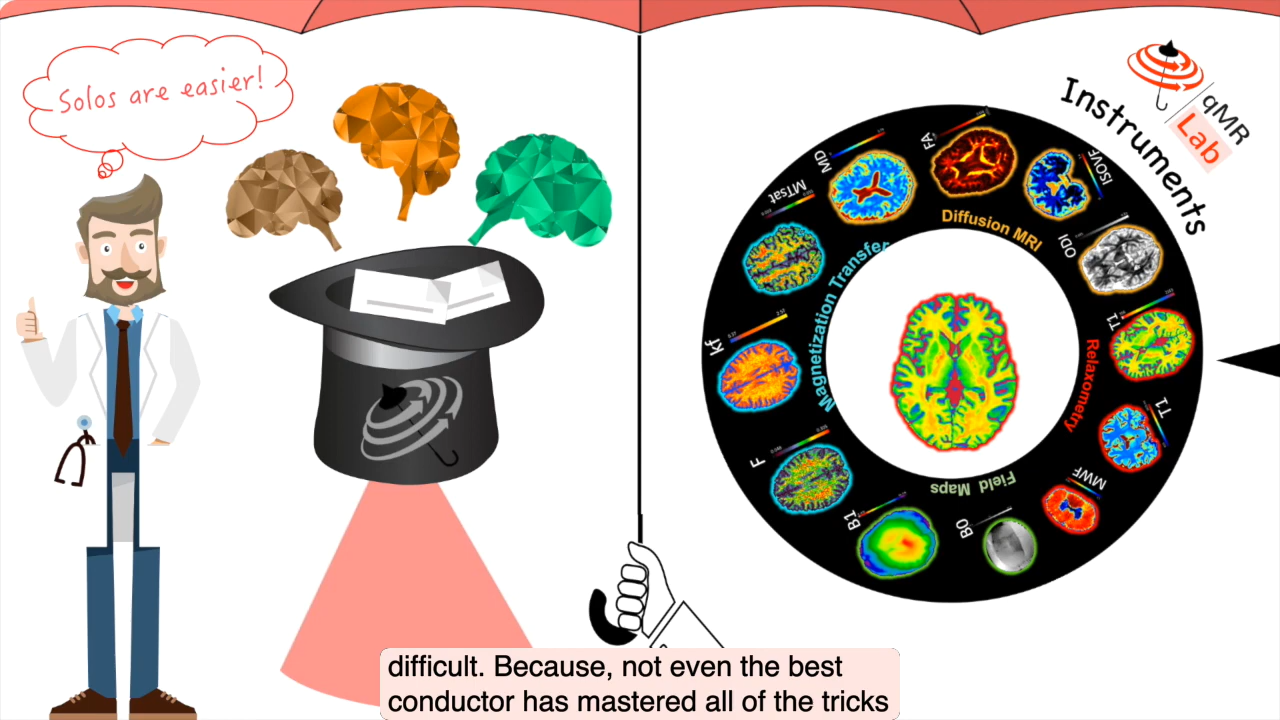 Solos are easier!
Instruments
qMR
Lab
MTsat
MD
FA
ISOVF
ODI
T1
T1
MWF
B0
B1
F
kf
Diffusion MRI
Magnetization Transfer
Relaxometry
Field Maps
difficult. Because, not even the best
conductor has mastered all of the tricks